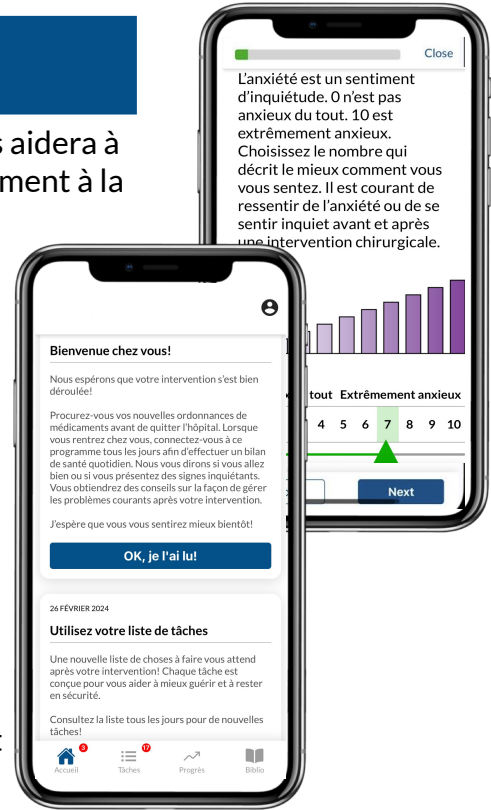 s aidera à
ment à la
Close
L'anxiété est un sentiment
d'inquiétude. 0 n'est pas
anxieux du tout. 10 est
extrêmement anxieux.
Choisissez le nombre qui
décrit le mieux comment vous
vous sentez. Il est courant de
ressentir de l'anxiété ou de se
sentir inquiet avant et après
une intervention chirurgicale.
tout Extrêmement anxieux
4 5 6 7 8 9 10
Next
Bienvenue chez vous!
Nous espérons que votre intervention s'est bien
déroulée!
Procurez-vous vos nouvelles ordonnances de
médicaments avant de quitter l'hôpital. Lorsque
vous rentrez chez vous, connectez-vous à ce
programme tous les jours afin d'effectuer un bilan
de santé quotidien. Nous vous dirons si vous allez
bien ou si vous présentez des signes inquiétants.
Vous obtiendrez des conseils sur la façon de gérer
les problèmes courants après votre intervention.
J'espère que vous vous sentirez mieux bientôt!
OK, je l'ai lu!
26 FÉVRIER 2024
Utilisez votre liste de tâches
Une nouvelle liste de choses à faire vous attend
après votre intervention! Chaque tâche est
conçue pour vous aider à mieux guérir et à rester
en sécurité.
Consultez la liste tous les jours pour de nouvelles
tâches!
3 17
Accueil Tâches Progrès Biblio
t